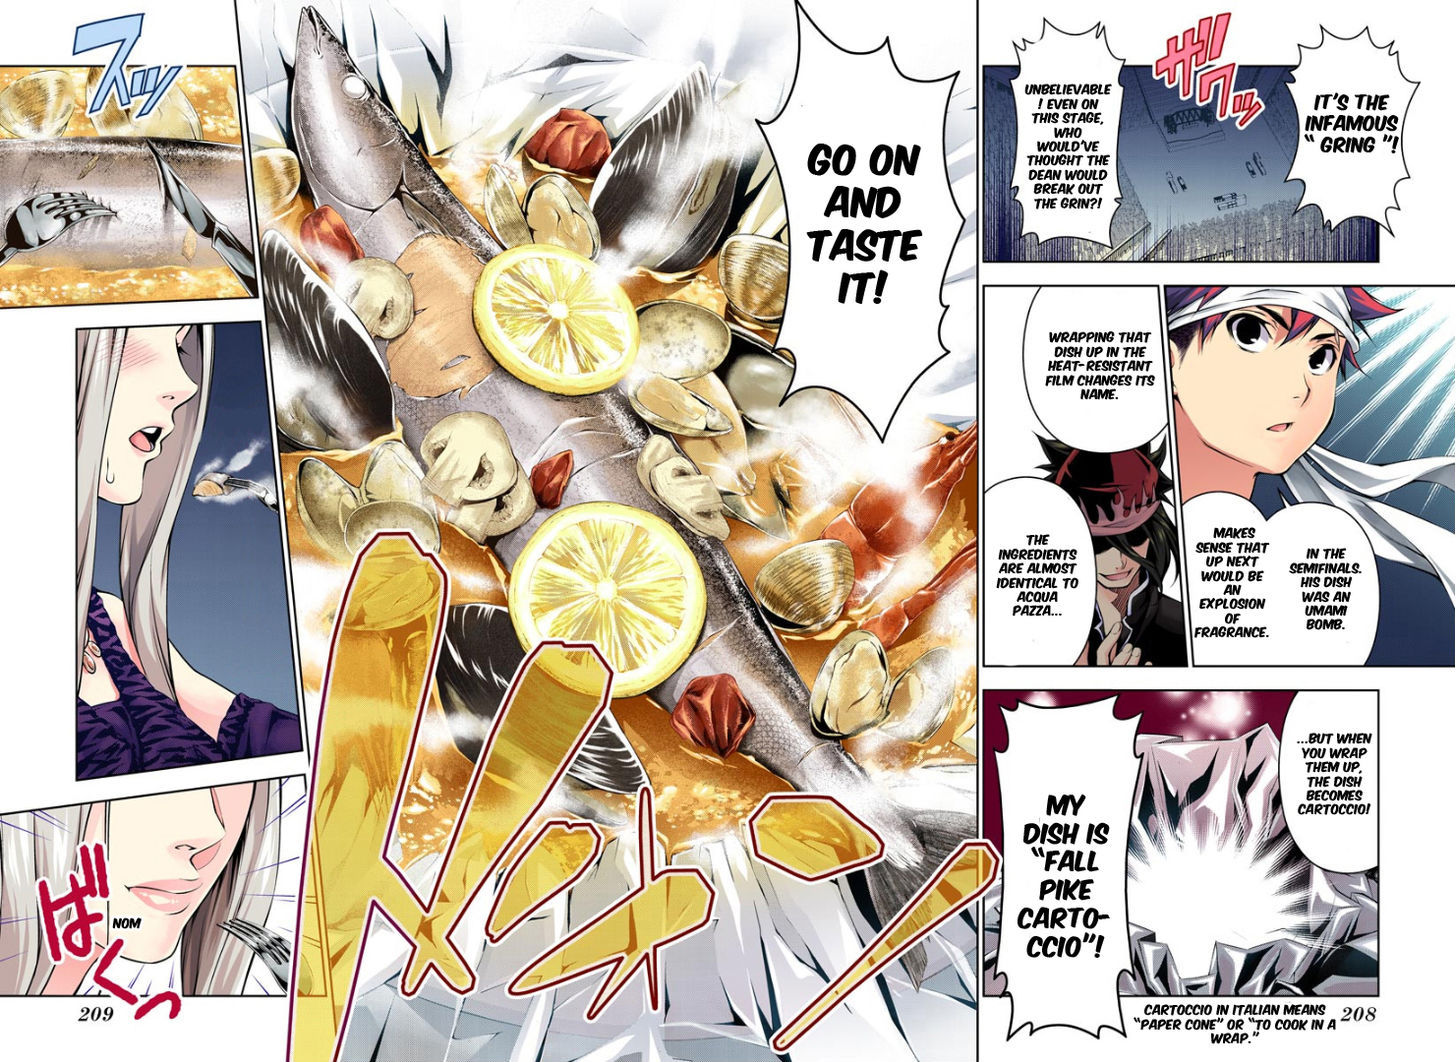 IT'S THE
INFAMOUS
" GRING "!
ザワッ
UNBELIEVABLE
! EVEN ON
THIS STAGE,
WHO
WOULD'VE
THOUGHT THE
DEAN WOULD
BREAK OUT
THE GRIN?!
IN THE
SEMIFINALS.
HIS DISH
WAS AN
UMAMI
BOMB.
MAKES
SENSE THAT
UP NEXT
WOULD BE
AN
EXPLOSION
OF
FRAGRANCE.
WRAPPING THAT
DISH UP IN THE
HEAT-RESISTANT
FILM CHANGES ITS
NAME.
THE
INGREDIENTS
ARE ALMOST
IDENTICAL TO
ACQUA
PAZZA...
...BUT WHEN
YOU WRAP
THEM UP,
THE DISH
BECOMES
CARTOCCIO!
MY
DISH IS
"FALL
PIKE
CARTO-
CCIO"!
CARTOCCIO IN ITALIAN MEANS
"PAPER CONE" OR "TO COOK IN A
WRAP."
208
GO ON
AND
TASTE
IT!
ドドン
スッ
NOM
ばくっ
209